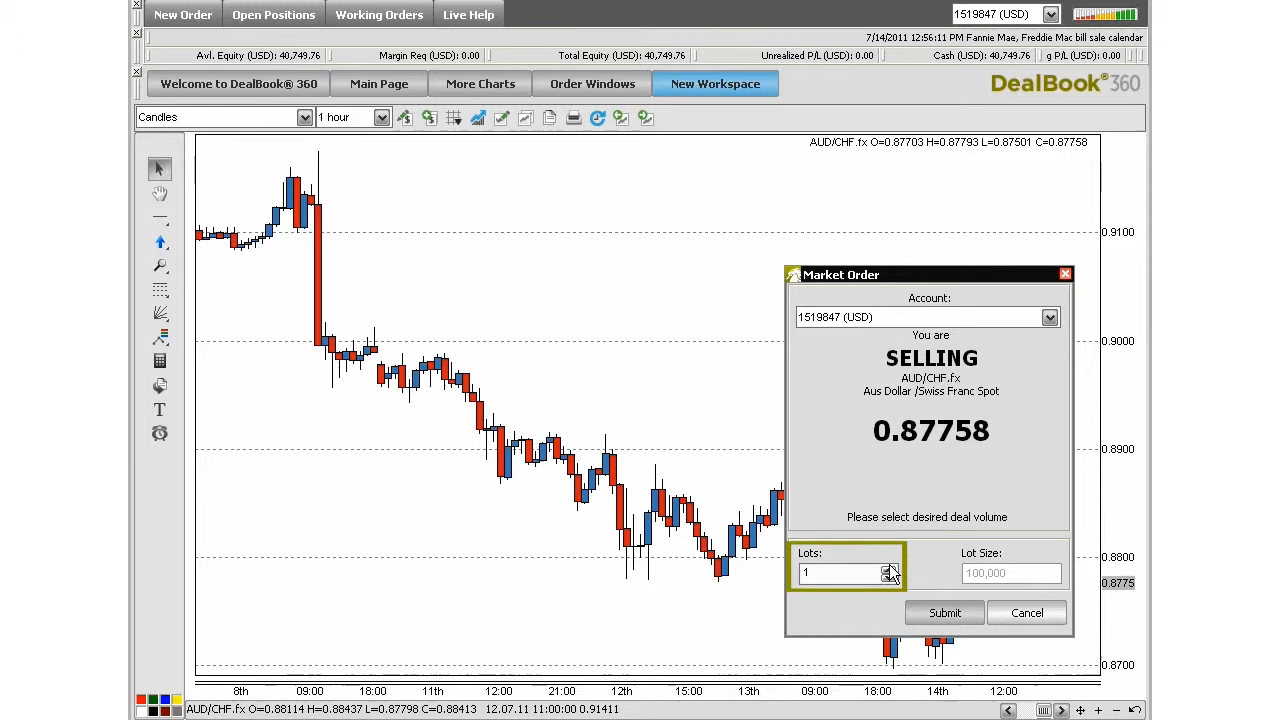 New Order Open Positions Working Orders Live Help 1519847 (USD)
7/14/2011 12:56:11 PM Fannie Mae, Freddie Mac bill sale calendar
Avl. Equity (USD): 40,749.76 Margin Req (USD): 0.00 Total Equity (USD): 40,749.76 Unrealized P/L (USD): 0.00 Cash (USD): 40,749.76 g P/L (USD): 0.00
Welcome to DealBook® 360 Main Page More Charts Order Windows New Workspace DealBook® 360
Candles 1 hour
AUD/CHF.fx O=0.87703 H=0.87793 L=0.87501 C=0.87758
0.9100
Market Order
Account:
1519847 (USD)
You are
0.9000
SELLING
AUD/CHF.fx
Aus Dollar /Swiss Franc Spot
T
0.87758
0.8900
Please select desired deal volume
Lots: Lot Size:
0.8800
1 100,000
0.8775
Submit Cancel
0.8700
8th 09:00 18:00 11th 12:00 21:00 12th 15:00 13th 09:00 14th 12:00
AUD/CHF.fx O=0.88114 H=0.88437 L=0.87798 C=0.88413 12.07.11 11:00:00 0.91411